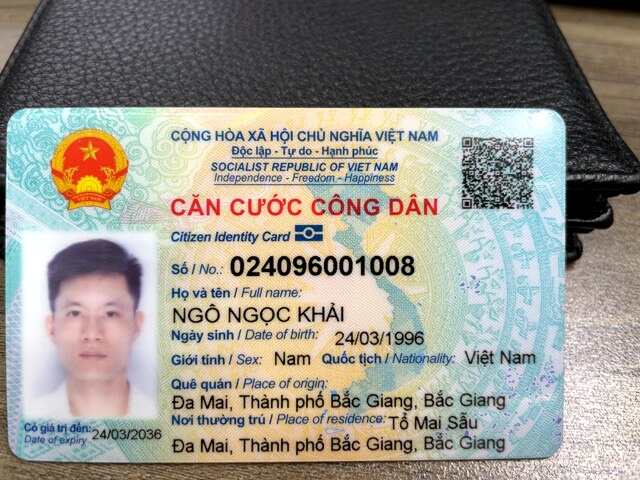 CỘNG HÒA XÃ HỘI CHỦ NGHĨA VIỆT NAM
Độc lập - Tự do - Hạnh phúc
SOCIALIST REPUBLIC OF VIET NAM
Independence - Freedom - Happiness
CĂN CƯỚC CÔNG DÂN
Citizen Identity Card
Số / No.: 024096001008
Họ và tên / Full name:
NGÔ NGỌC KHẢI
Ngày sinh / Date of birth: 24/03/1996
Giới tính / Sex: Nam Quốc tịch / Nationality: Việt Nam
Quê quán / Place of origin:
Đa Mai, Thành phố Bắc Giang, Bắc Giang
Nơi thường trú / Place of residence: Tổ Mai Sẫu
Đa Mai, Thành phố Bắc Giang, Bắc Giang
Có giá trị đến: 24/03/2036
Date of expiry
VIỆT NAM